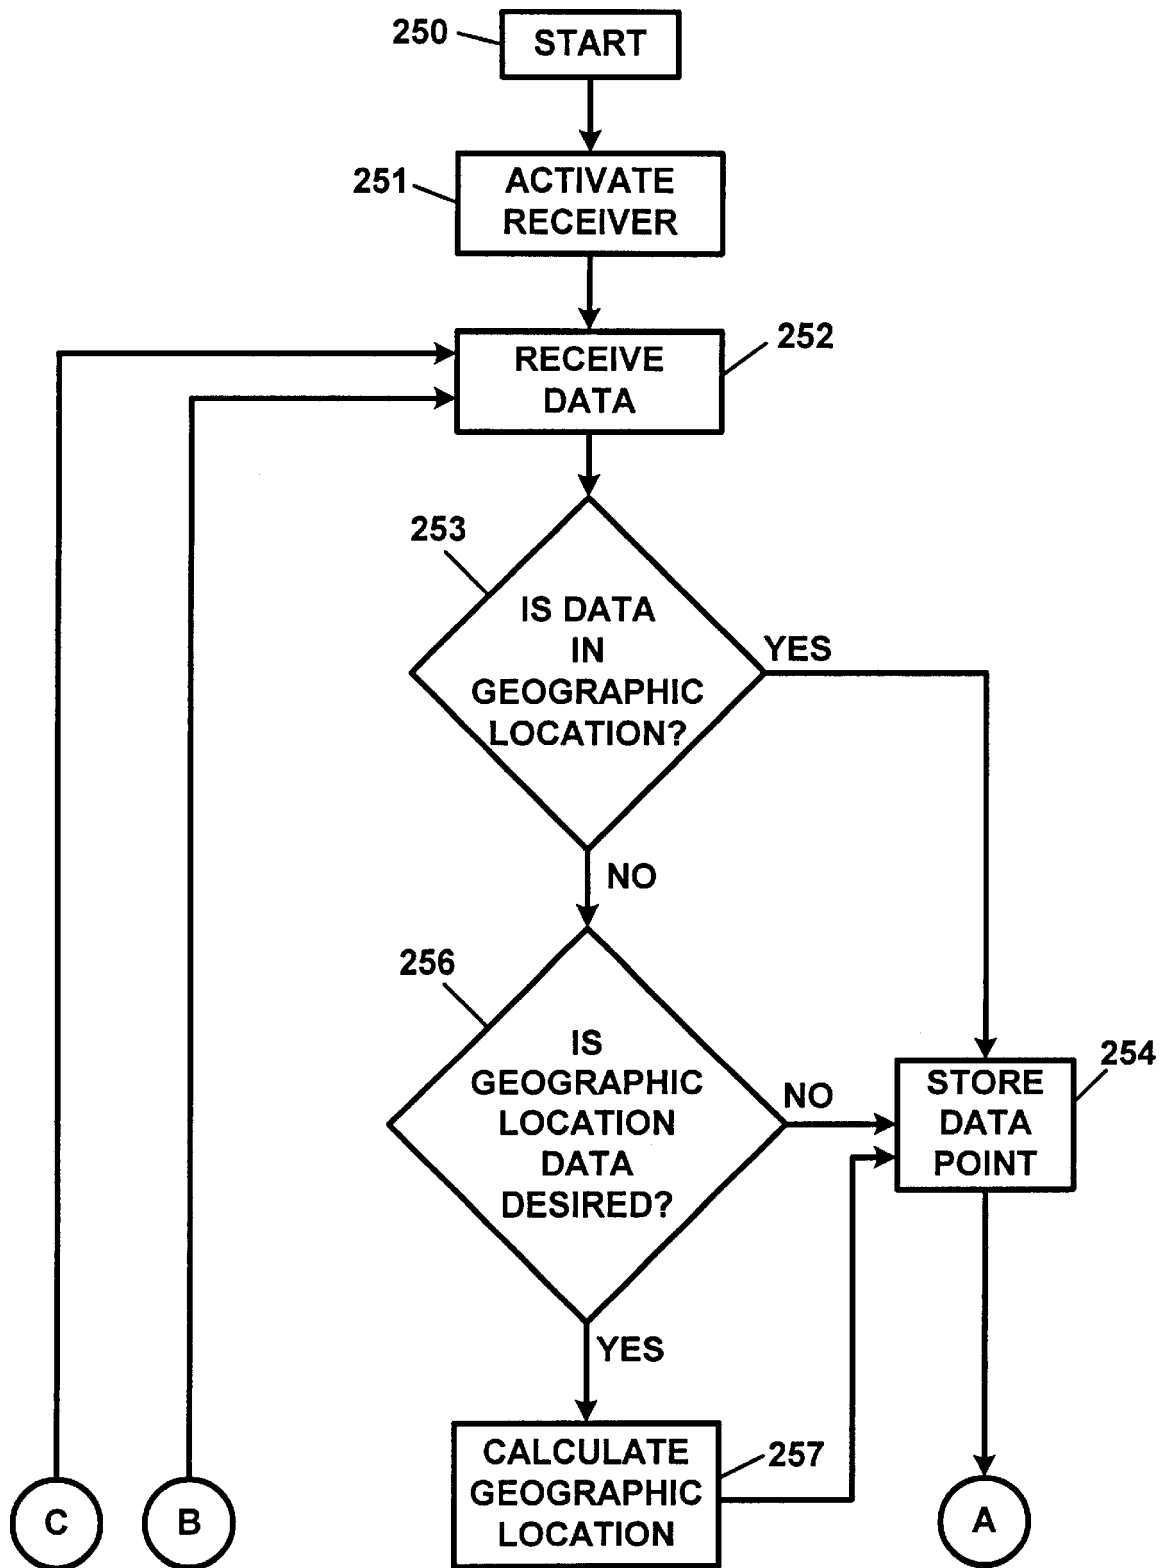 250
START
251
ACTIVATE
RECEIVER
252
RECEIVE
DATA
253
IS DATA
IN
GEOGRAPHIC
LOCATION?
YES
NO
256
IS
GEOGRAPHIC
LOCATION
DATA
DESIRED?
NO
254
STORE
DATA
POINT
YES
CALCULATE
GEOGRAPHIC
LOCATION
257
C
B
A